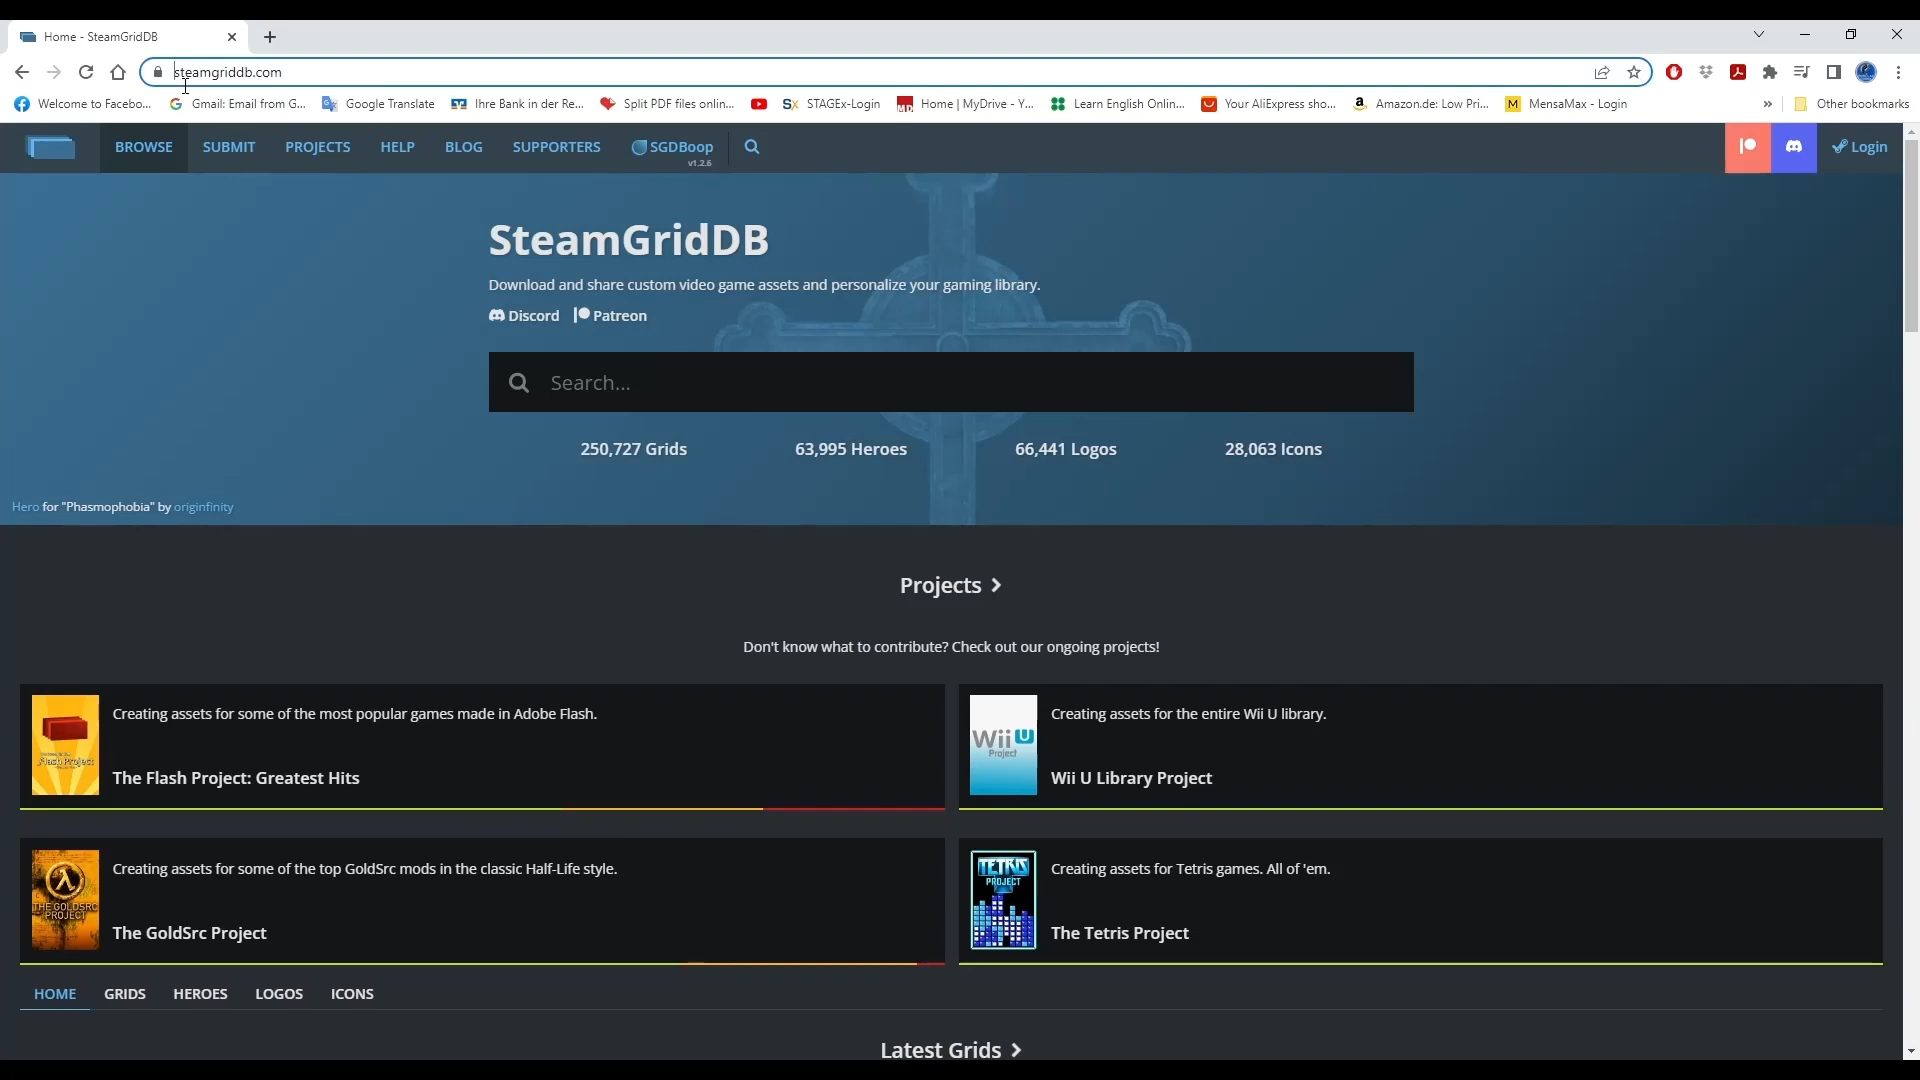 Home - SteamGridDB
steamgriddb.com
Welcome to Facebo... Gmail: Email from G... Google Translate Ihre Bank in der Re... Split PDF files onlin... STAGEx-Login Home | MyDrive - Y... Learn English Onlin... Your AliExpress sho... Amazon.de: Low Pri... MensaMax - Login » Other bookmarks
BROWSE SUBMIT PROJECTS HELP BLOG SUPPORTERS SGDBoop Login
v1.2.6
SteamGridDB
Download and share custom video game assets and personalize your gaming library.
Discord Patreon
Search...
250,727 Grids 63,995 Heroes 66,441 Logos 28,063 Icons
Hero for "Phasmophobia" by originfinity
Projects
Don't know what to contribute? Check out our ongoing projects!
Creating assets for some of the most popular games made in Adobe Flash.
Flash Project
The Flash Project: Greatest Hits
Creating assets for the entire Wii U library.
Wii U
Project
Wii U Library Project
Creating assets for some of the top GoldSrc mods in the classic Half-Life style.
THE GOLDSRC
PROJECT
The GoldSrc Project
Creating assets for Tetris games. All of 'em.
TETRIS
PROJECT
The Tetris Project
HOME GRIDS HEROES LOGOS ICONS
Latest Grids